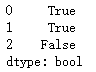 0     True
1     True
2    False
dtype: bool